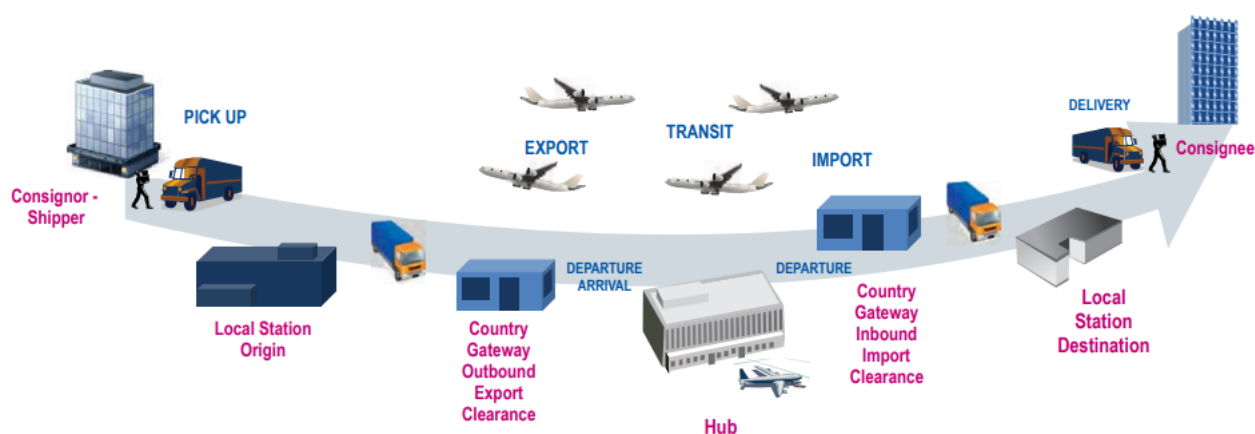 PICK UP
Consignor -
Shipper
Local Station
Origin
EXPORT
Country
Gateway
Outbound
Export
Clearance
DEPARTURE
ARRIVAL
TRANSIT
Hub
DEPARTURE
IMPORT
Country
Gateway
Inbound
Import
Clearance
Local
Station
Destination
DELIVERY
Consignee